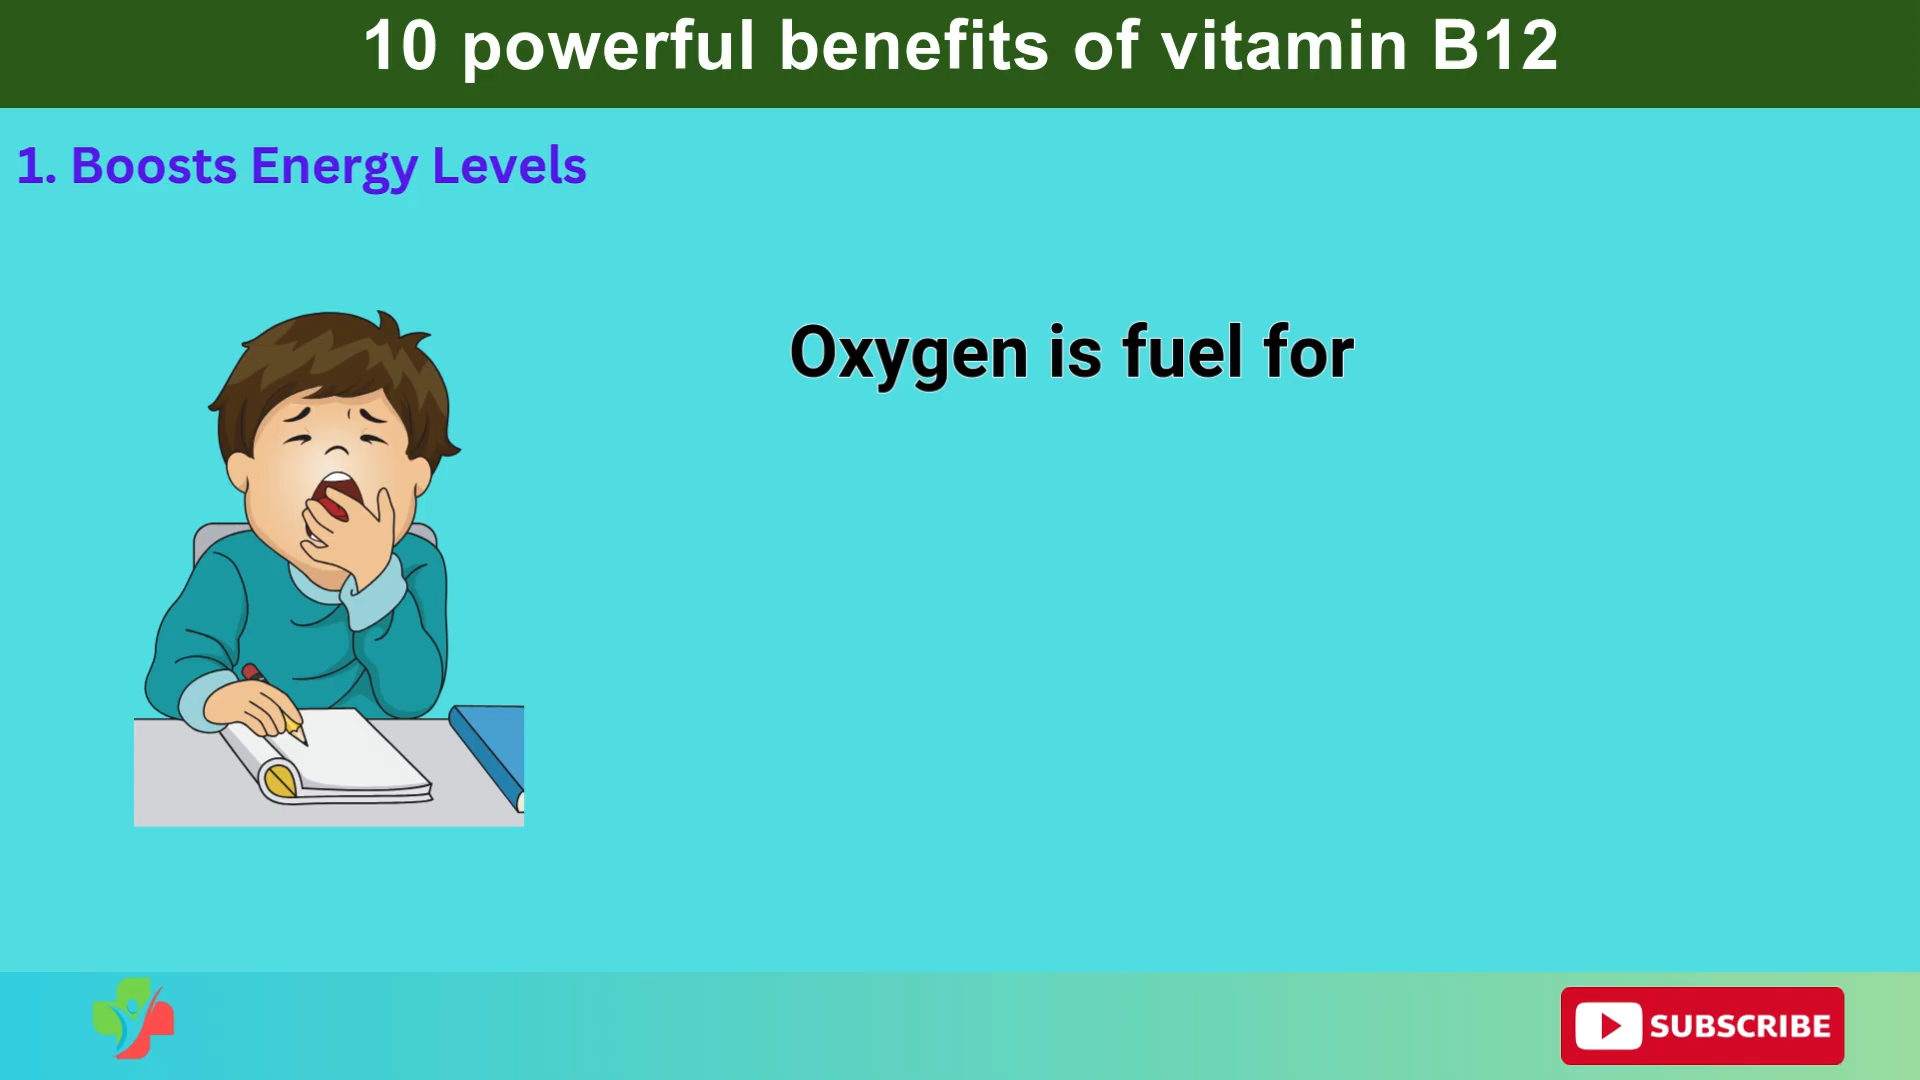 10 powerful benefits of vitamin B12
1. Boosts Energy Levels
Oxygen is fuel for
SUBSCRIBE